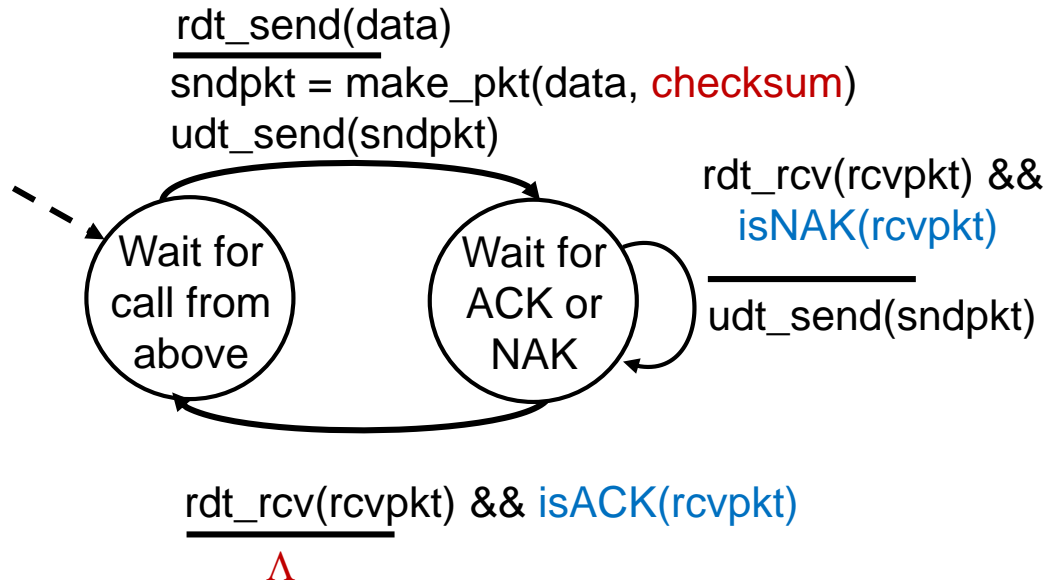 rdt_send(data)
sndpkt = make_pkt(data, checksum)
udt_send(sndpkt)
rdt_rcv(rcvpkt) &&
isNAK(rcvpkt)
udt_send(sndpkt)
Wait for
call from
above
Wait for
ACK or
NAK
rdt_rcv(rcvpkt) && isACK(rcvpkt)
Λ